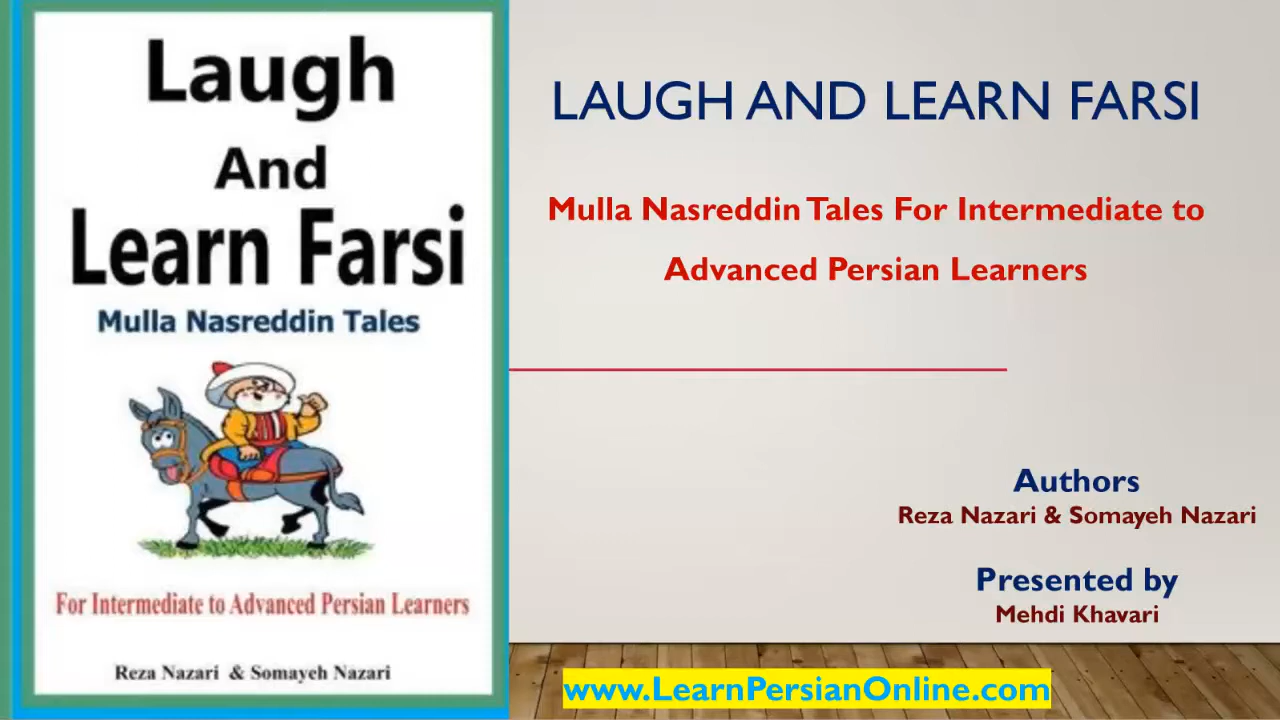 Laugh
And
Learn Farsi
Mulla Nasreddin Tales
For Intermediate to Advanced Persian Learners
Reza Nazari & Somayeh Nazari
LAUGH AND LEARN FARSI
Mulla Nasreddin Tales For Intermediate to
Advanced Persian Learners
Authors
Reza Nazari & Somayeh Nazari
Presented by
Mehdi Khavari
www.LearnPersianOnline.com